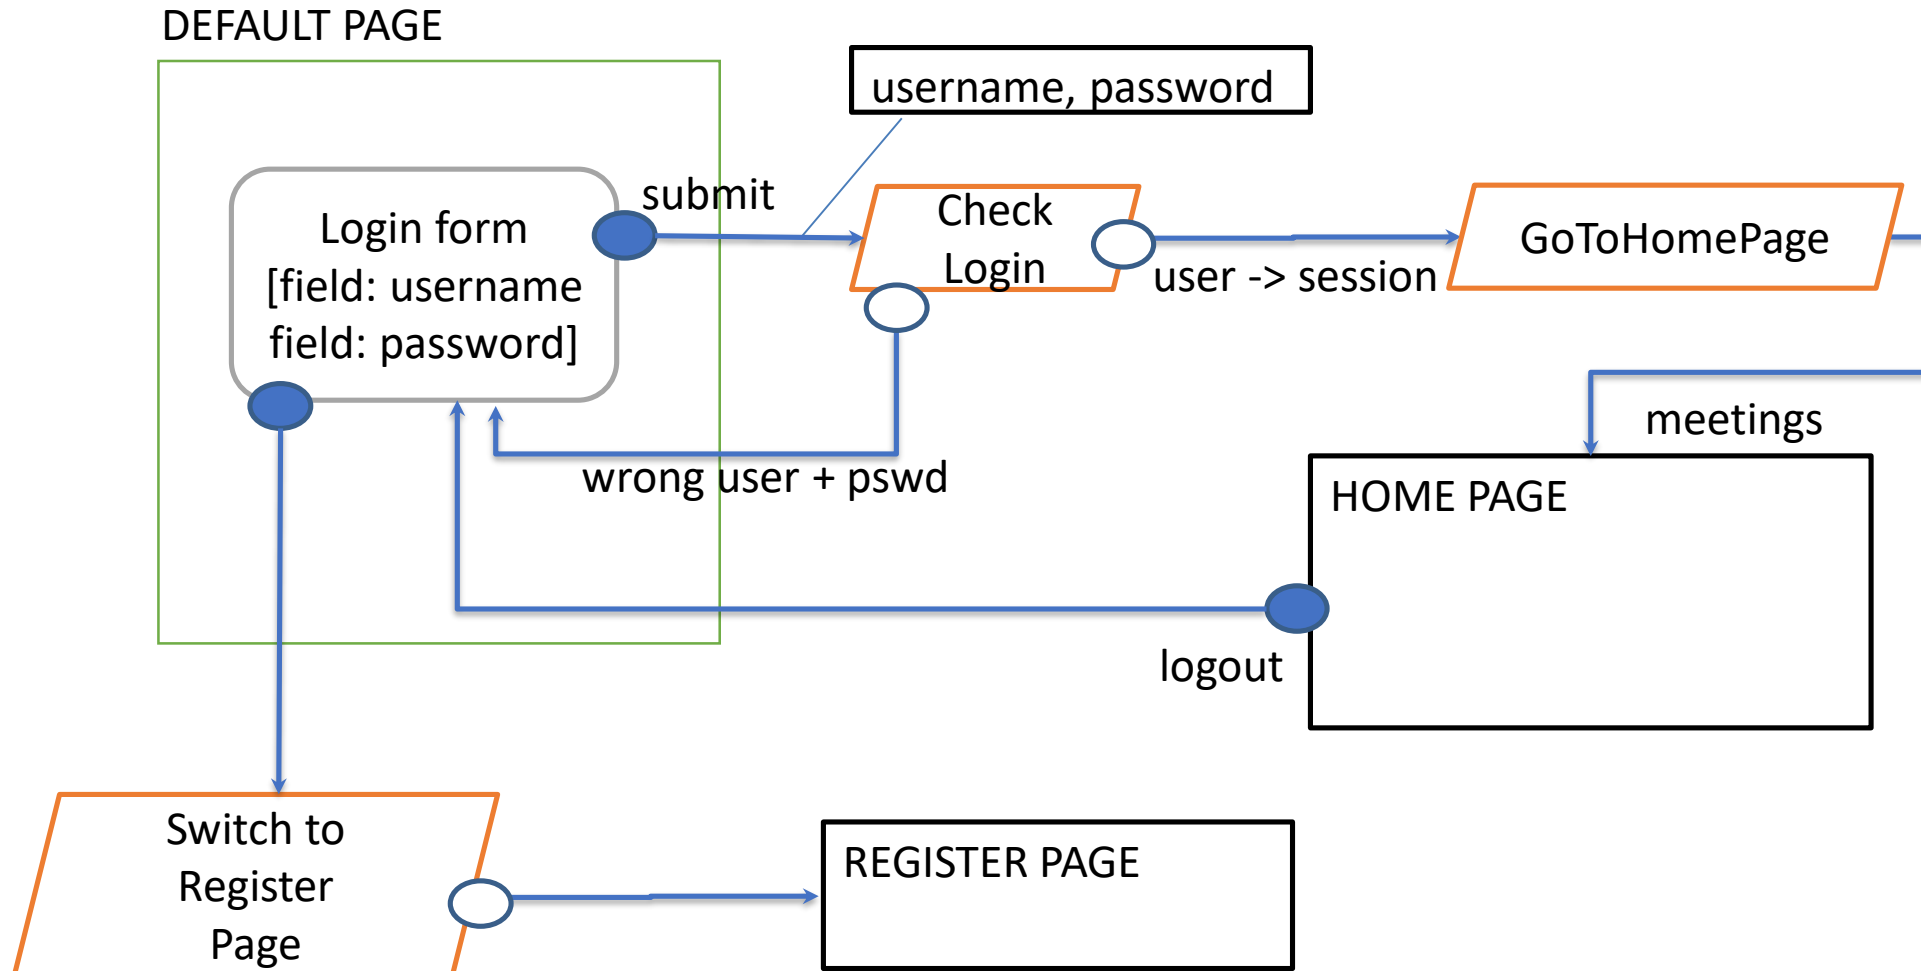 DEFAULT PAGE
username, password
submit
Login form
[field: username
field: password]
Check
Login
user -> session
GoToHomePage
meetings
wrong user + pswd
HOME PAGE
logout
Switch to
Register
Page
REGISTER PAGE